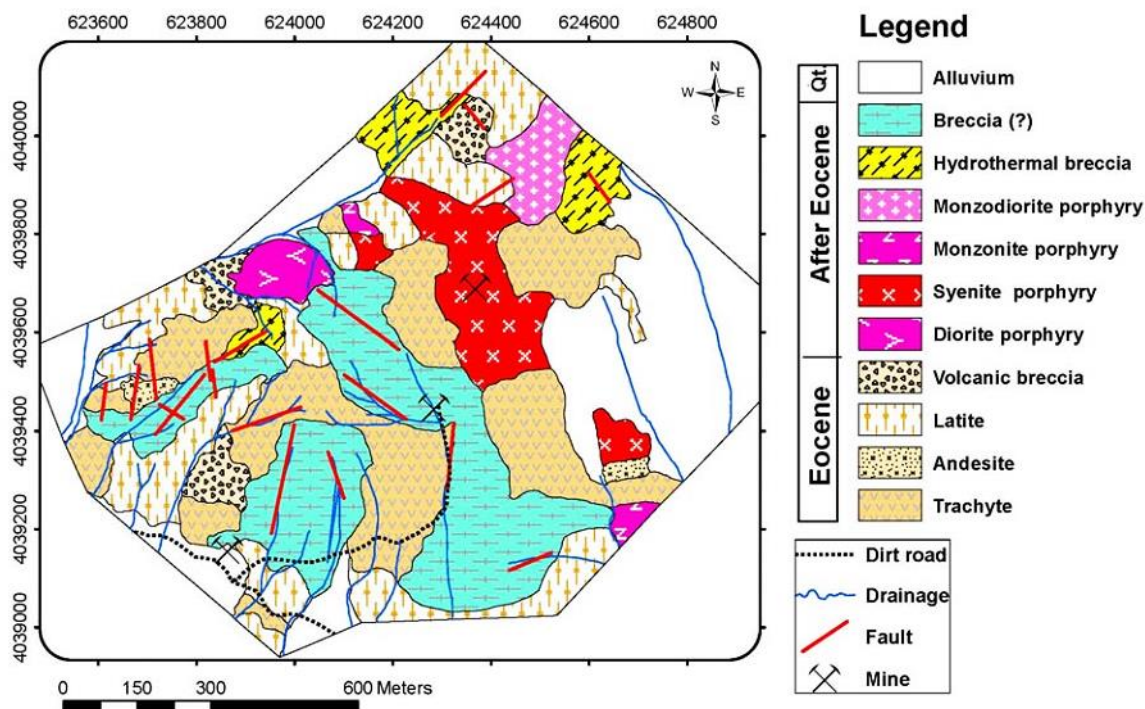 623600 623800 624000 624200 624400 624600 624800
4040000
4039800
4039600
4039400
4039200
4039000
N
W E
S
0 150 300 600 Meters
Legend
Qt.
After Eocene
Eocene
Alluvium
Breccia (?)
Hydrothermal breccia
Monzodiorite porphyry
Monzonite porphyry
Syenite porphyry
Diorite porphyry
Volcanic breccia
Latite
Andesite
Trachyte
Dirt road
Drainage
Fault
Mine